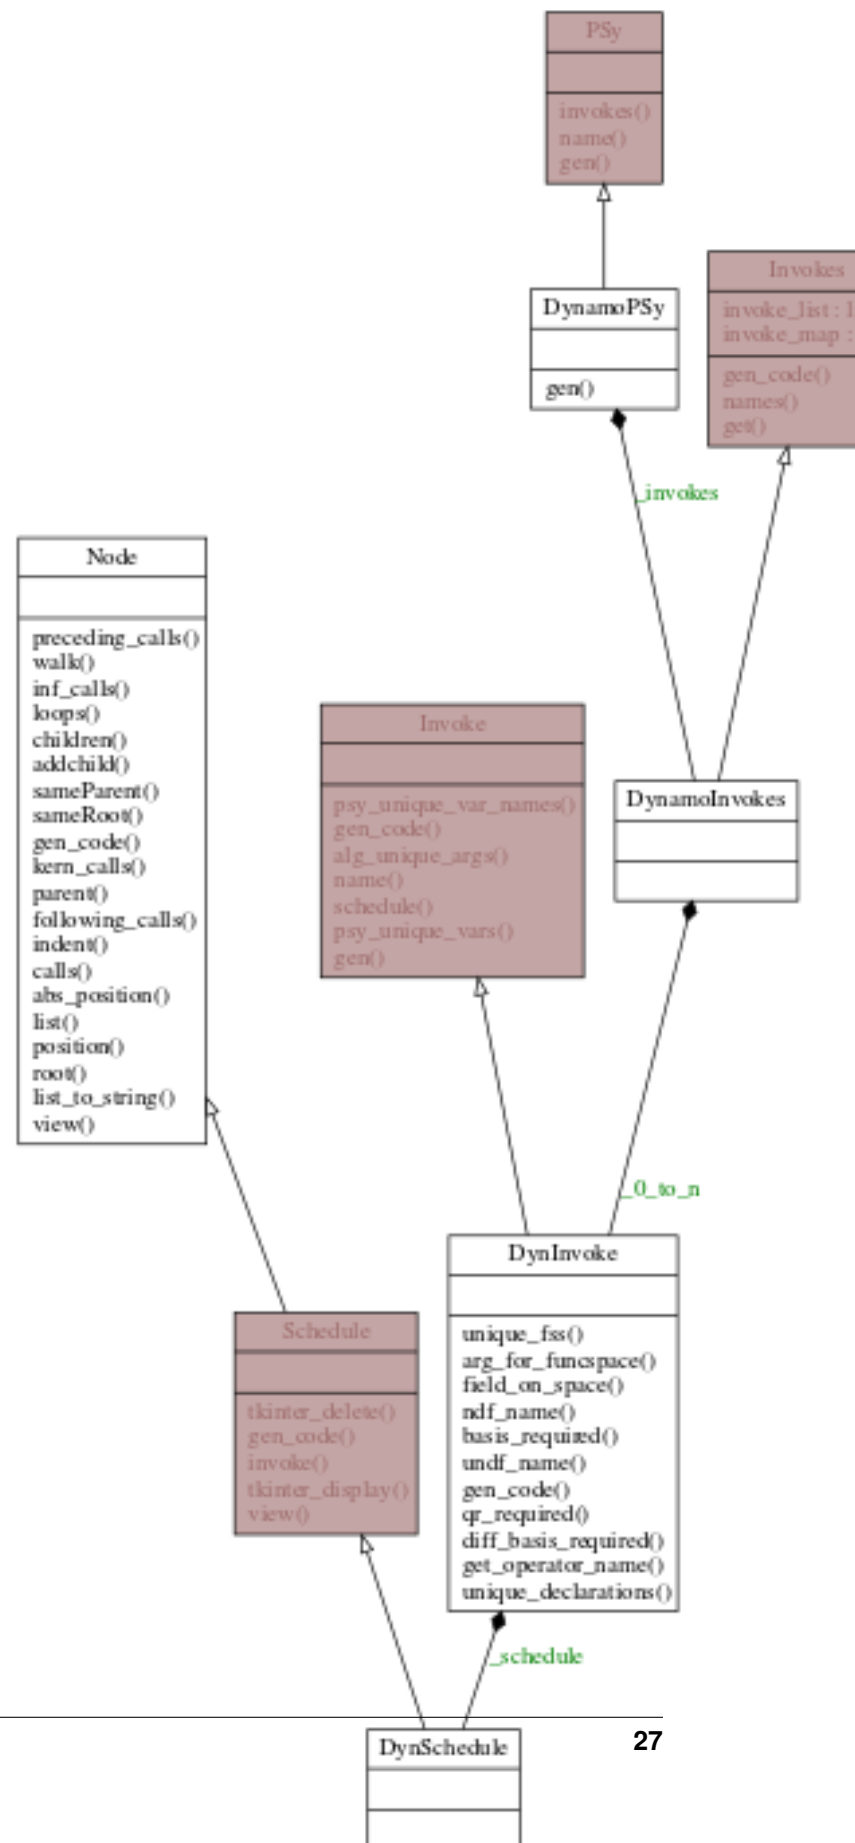 PSy
invokes()
name()
gen()
DynamoPSy
gen()
Invokes
invoke_list :
invoke_map :
gen_code()
names()
get()
_invokes
Node
preceding_calls()
walk()
inf_calls()
loops()
children()
addchild()
sameParent()
sameRoot()
gen_code()
kern_calls()
parent()
following_calls()
indent()
calls()
abs_position()
list()
position()
root()
list_to_string()
view()
Invoke
psy_unique_var_names()
gen_code()
alg_unique_args()
name()
schedule()
psy_unique_vars()
gen()
DynamoInvokes
_0_to_n
DynInvoke
unique_fss()
arg_for_funcspace()
field_on_space()
ndf_name()
basis_required()
undf_name()
gen_code()
qr_required()
diff_basis_required()
get_operator_name()
unique_declarations()
Schedule
tkinter_delete()
gen_code()
invoke()
tkinter_display()
view()
_schedule
27
DynSchedule